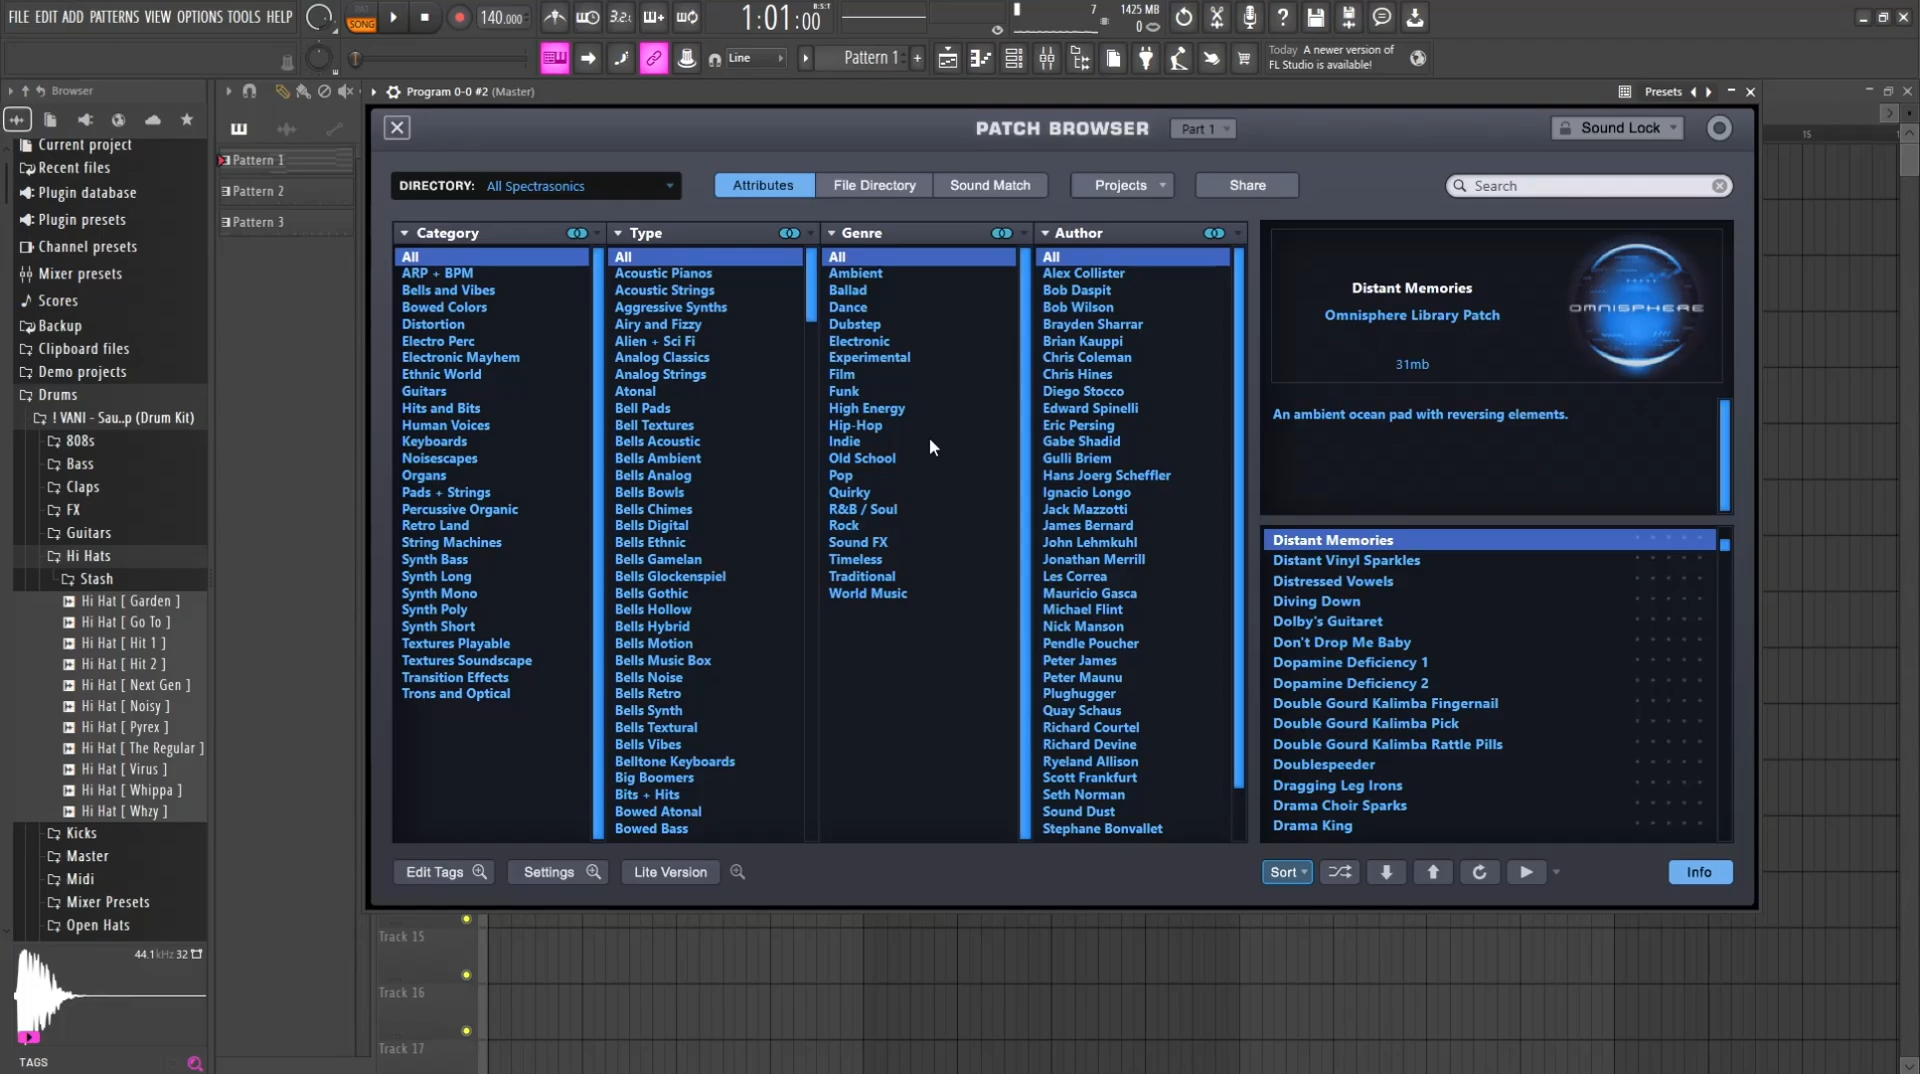 FILE EDIT ADD PATTERNS VIEW OPTIONS TOOLS HELP
PAT
SONG
140.000
3.2.
1:01:00
B:S:T
7
1425 MB
0
Line
Pattern 1
Today A newer version of
FL Studio is available!
Browser
Current project
Recent files
Plugin database
Plugin presets
Channel presets
Mixer presets
Scores
Backup
Clipboard files
Demo projects
Drums
! VANI - Sau..p (Drum Kit)
808s
Bass
Claps
FX
Guitars
Hi Hats
Stash
Hi Hat [ Garden ]
Hi Hat [ Go To ]
Hi Hat [ Hit 1 ]
Hi Hat [ Hit 2 ]
Hi Hat [ Next Gen ]
Hi Hat [ Noisy ]
Hi Hat [ Pyrex ]
Hi Hat [ The Regular ]
Hi Hat [ Virus ]
Hi Hat [ Whippa ]
Hi Hat [ Whzy ]
Kicks
Master
Midi
Mixer Presets
Open Hats
44.1kHz 32
TAGS
Pattern 1
Pattern 2
Pattern 3
Program 0-0 #2 (Master)
Presets
PATCH BROWSER
Part 1
Sound Lock
DIRECTORY: All Spectrasonics
Attributes
File Directory
Sound Match
Projects
Share
Search
Category
All
ARP + BPM
Bells and Vibes
Bowed Colors
Distortion
Electro Perc
Electronic Mayhem
Ethnic World
Guitars
Hits and Bits
Human Voices
Keyboards
Noisescapes
Organs
Pads + Strings
Percussive Organic
Retro Land
String Machines
Synth Bass
Synth Long
Synth Mono
Synth Poly
Synth Short
Textures Playable
Textures Soundscape
Transition Effects
Trons and Optical
Type
All
Acoustic Pianos
Acoustic Strings
Aggressive Synths
Airy and Fizzy
Alien + Sci Fi
Analog Classics
Analog Strings
Atonal
Bell Pads
Bell Textures
Bells Acoustic
Bells Ambient
Bells Analog
Bells Bowls
Bells Chimes
Bells Digital
Bells Ethnic
Bells Gamelan
Bells Glockenspiel
Bells Gothic
Bells Hollow
Bells Hybrid
Bells Motion
Bells Music Box
Bells Noise
Bells Retro
Bells Synth
Bells Textural
Bells Vibes
Belltone Keyboards
Big Boomers
Bits + Hits
Bowed Atonal
Bowed Bass
Genre
All
Ambient
Ballad
Dance
Dubstep
Electronic
Experimental
Film
Funk
High Energy
Hip-Hop
Indie
Old School
Pop
Quirky
R&B / Soul
Rock
Sound FX
Timeless
Traditional
World Music
Author
All
Alex Collister
Bob Daspit
Bob Wilson
Brayden Sharrar
Brian Kauppi
Chris Coleman
Chris Hines
Diego Stocco
Edward Spinelli
Eric Persing
Gabe Shadid
Gulli Briem
Hans Joerg Scheffler
Ignacio Longo
Jack Mazzotti
James Bernard
John Lehmkuhl
Jonathan Merrill
Les Correa
Mauricio Gasca
Michael Flint
Nick Manson
Pendle Poucher
Peter James
Peter Maunu
Plughugger
Quay Schaus
Richard Courtel
Richard Devine
Ryeland Allison
Scott Frankfurt
Seth Norman
Sound Dust
Stephane Bonvallet
Distant Memories
Omnisphere Library Patch
31mb
OMNISPHERE
An ambient ocean pad with reversing elements.
Distant Memories
Distant Vinyl Sparkles
Distressed Vowels
Diving Down
Dolby's Guitaret
Don't Drop Me Baby
Dopamine Deficiency 1
Dopamine Deficiency 2
Double Gourd Kalimba Fingernail
Double Gourd Kalimba Pick
Double Gourd Kalimba Rattle Pills
Doublespeeder
Dragging Leg Irons
Drama Choir Sparks
Drama King
Edit Tags
Settings
Lite Version
Sort
Info
15
Track 15
Track 16
Track 17